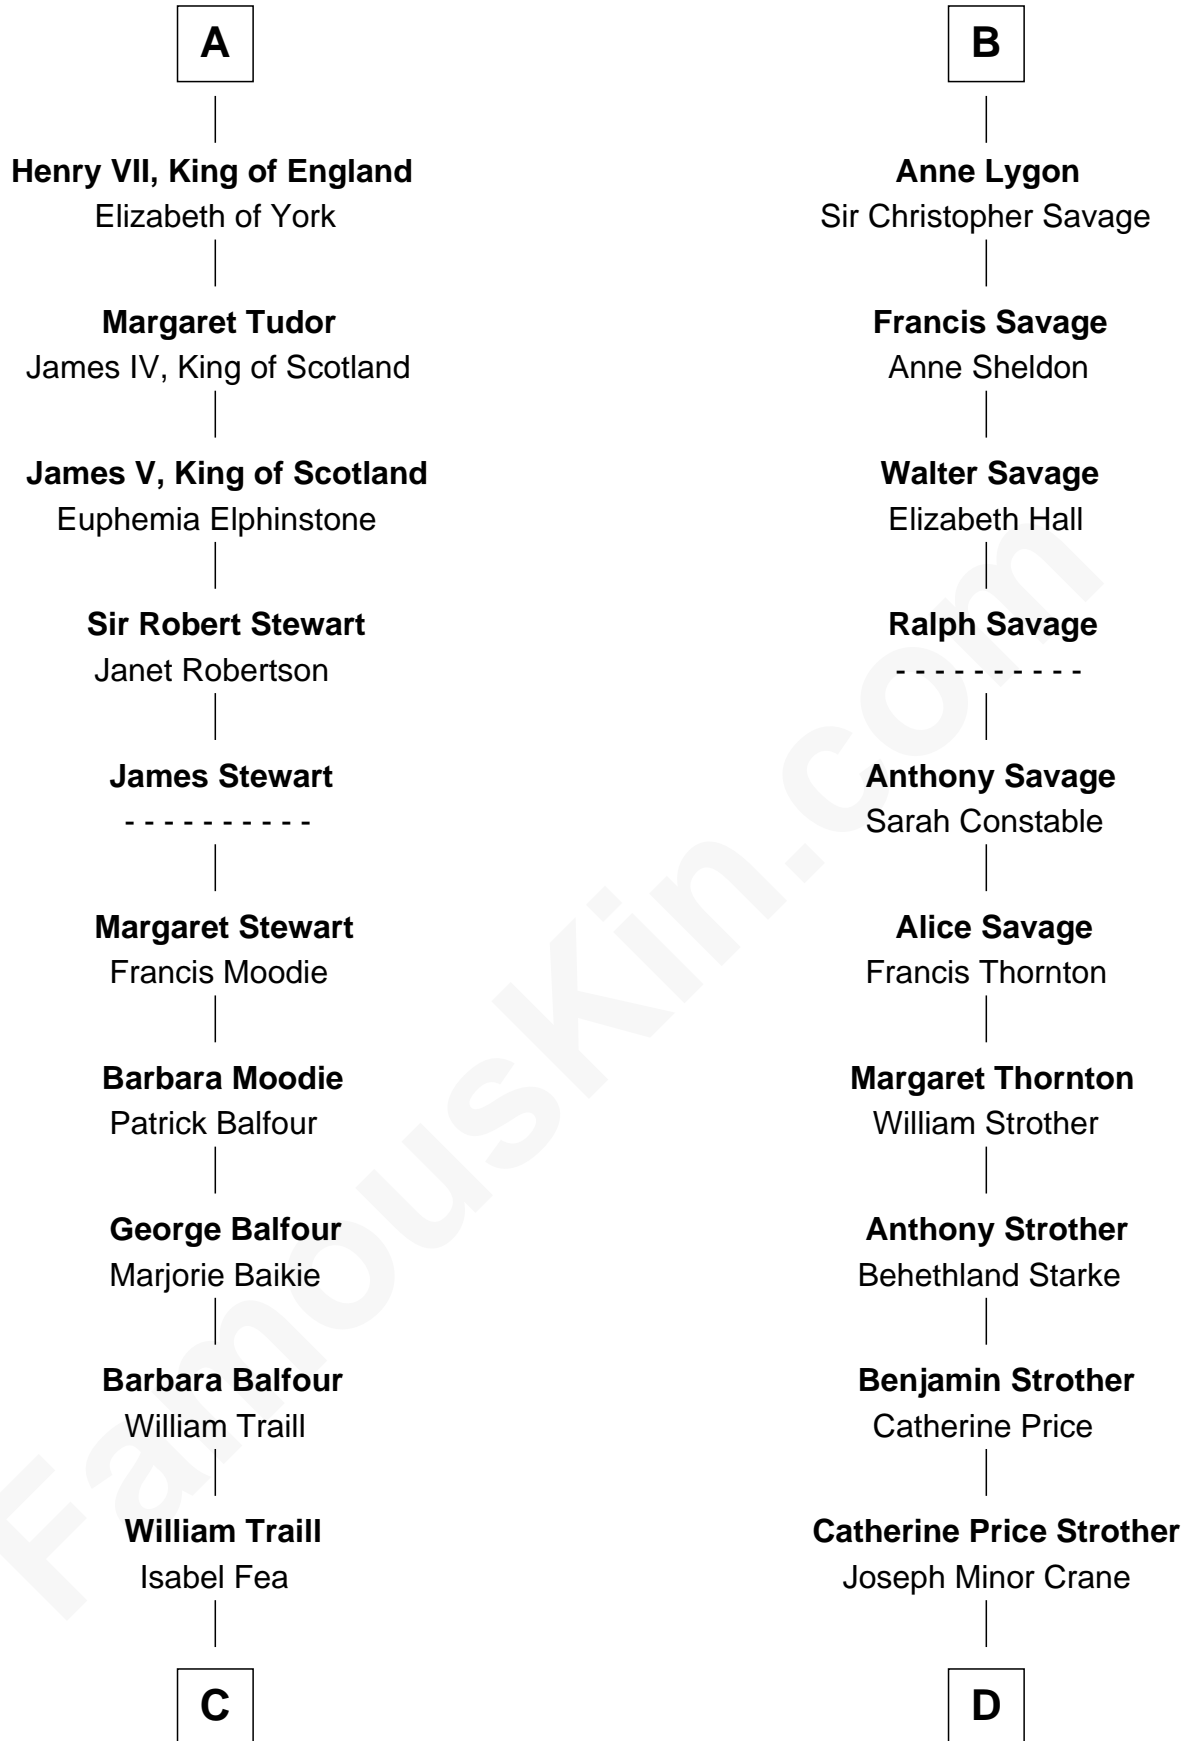 A
Henry VII, King of England
Elizabeth of York
Margaret Tudor
James IV, King of Scotland
James V, King of Scotland
Euphemia Elphinstone
Sir Robert Stewart
Janet Robertson
James Stewart
- - - - - - - - - -
Margaret Stewart
Francis Moodie
Barbara Moodie
Patrick Balfour
George Balfour
Marjorie Baikie
Barbara Balfour
William Traill
William Traill
Isabel Fea
C
B
Anne Lygon
Sir Christopher Savage
Francis Savage
Anne Sheldon
Walter Savage
Elizabeth Hall
Ralph Savage
- - - - - - - - - -
Anthony Savage
Sarah Constable
Alice Savage
Francis Thornton
Margaret Thornton
William Strother
Anthony Strother
Behethland Starke
Benjamin Strother
Catherine Price
Catherine Price Strother
Joseph Minor Crane
D
FamousKin.com